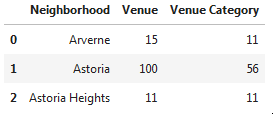 Neighborhood Venue Venue Category
0 Arverne 15 11
1 Astoria 100 56
2 Astoria Heights 11 11